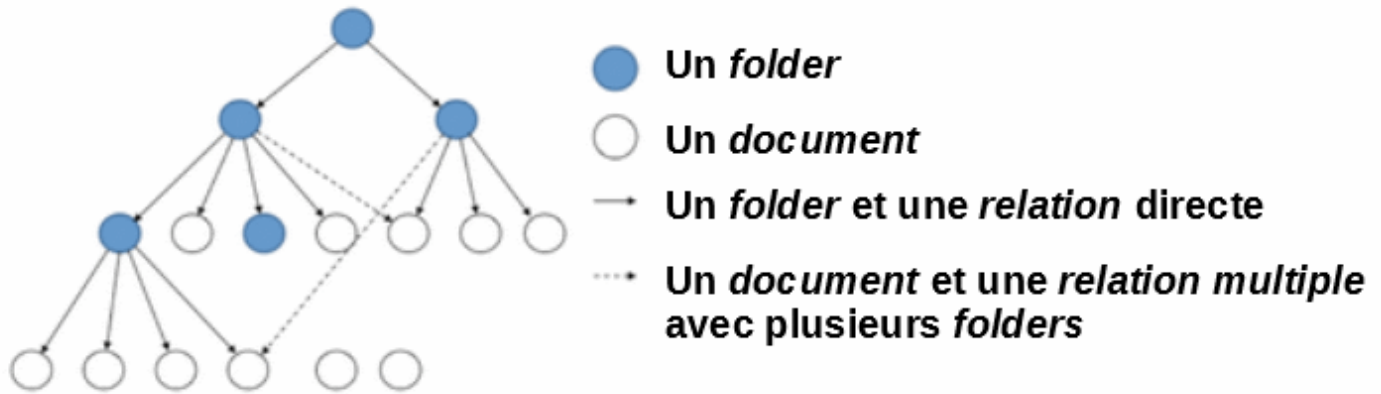 Un folder
Un document
Un folder et une relation directe
Un document et une relation multiple
avec plusieurs folders